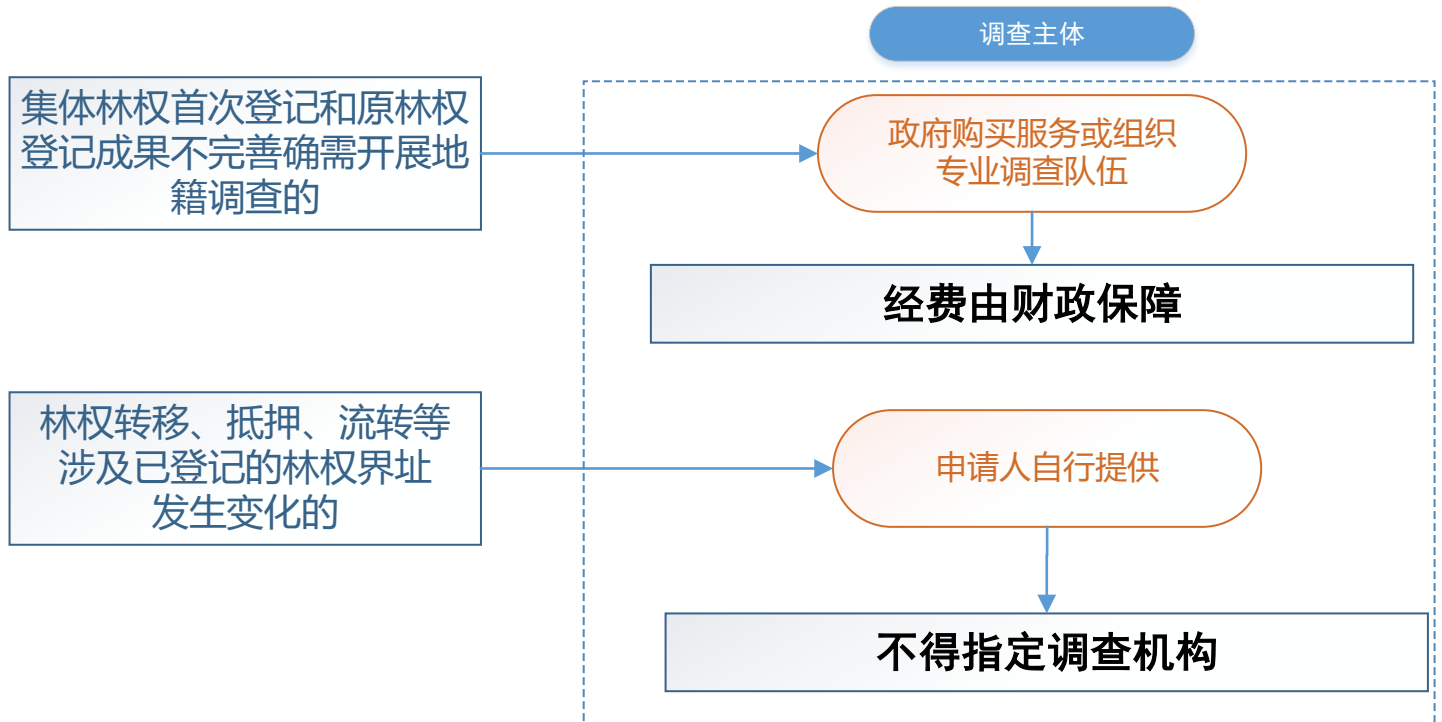 调查主体
集体林权首次登记和原林权
登记成果不完善确需开展地
籍调查的
政府购买服务或组织
专业调查队伍
经费由财政保障
林权转移、抵押、流转等
涉及已登记的林权界址
发生变化的
申请人自行提供
不得指定调查机构